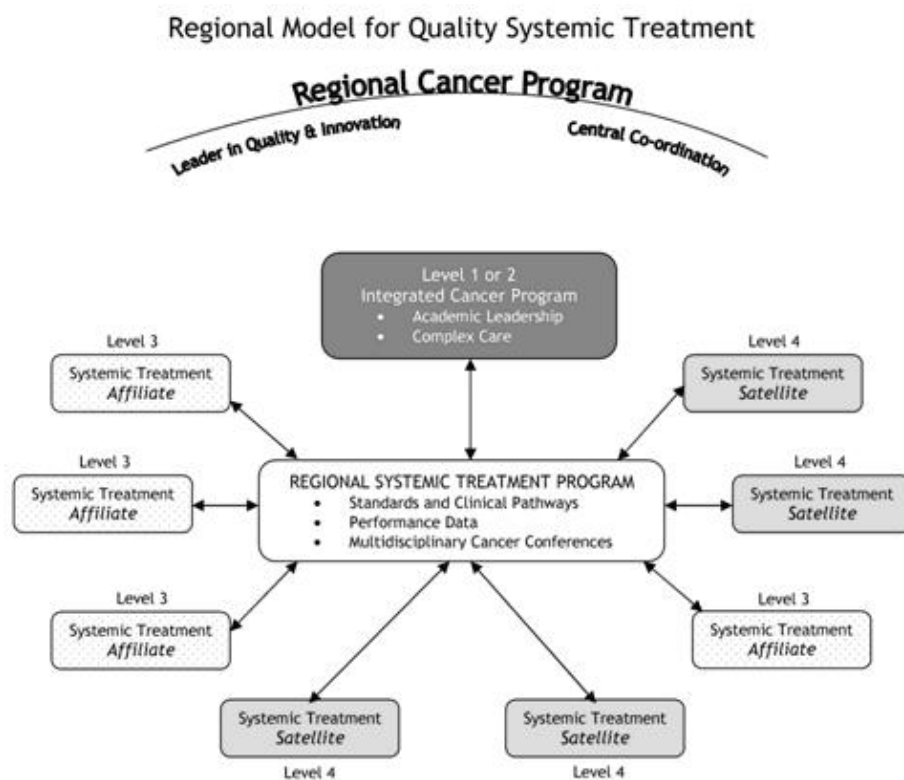 Regional Model for Quality Systemic Treatment
Regional Cancer Program
Leader in Quality & Innovation
Central Co-ordination
Level 1 or 2
Integrated Cancer Program
• Academic Leadership
• Complex Care
Level 3
Systemic Treatment
Affiliate
Level 4
Systemic Treatment
Satellite
Level 3
Systemic Treatment
Affiliate
REGIONAL SYSTEMIC TREATMENT PROGRAM
• Standards and Clinical Pathways
• Performance Data
• Multidisciplinary Cancer Conferences
Level 4
Systemic Treatment
Satellite
Level 3
Systemic Treatment
Affiliate
Level 3
Systemic Treatment
Affiliate
Systemic Treatment
Satellite
Level 4
Systemic Treatment
Satellite
Level 4